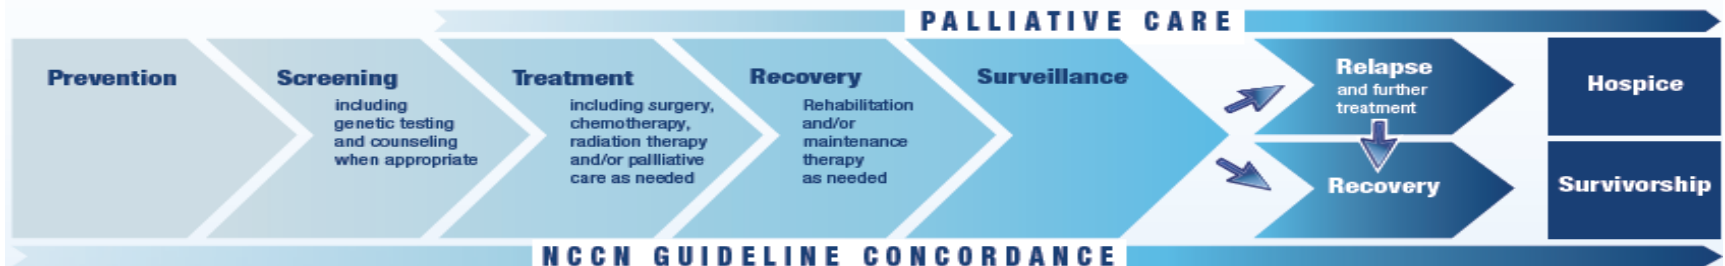 PALLIATIVE CARE
Prevention
Screening
including
genetic testing
and counseling
when appropriate
Treatment
including surgery,
chemotherapy,
radiation therapy
and/or pallliative
care as needed
Recovery
Rehabilitation
and/or
maintenance
therapy
as needed
Surveillance
Relapse
and further
treatment
Recovery
Hospice
Survivorship
NCCN GUIDELINE CONCORDANCE